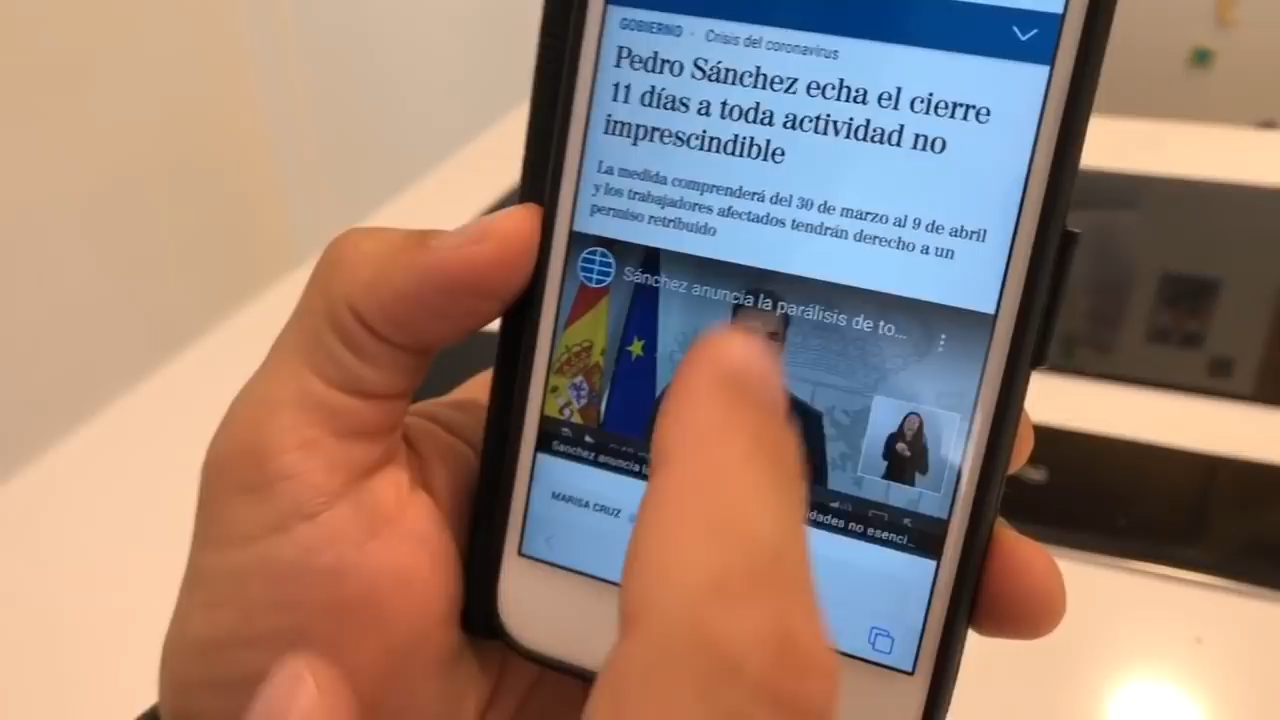 GOBIERNO · Crisis del coronavirus
Pedro Sánchez echa el cierre
11 días a toda actividad no
imprescindible
La medida comprenderá del 30 de marzo al 9 de abril
y los trabajadores afectados tendrán derecho a un
permiso retribuido
Sánchez anuncia la parálisis de to...
Sánchez anuncia l
dades no esenci...
MARISA CRUZ